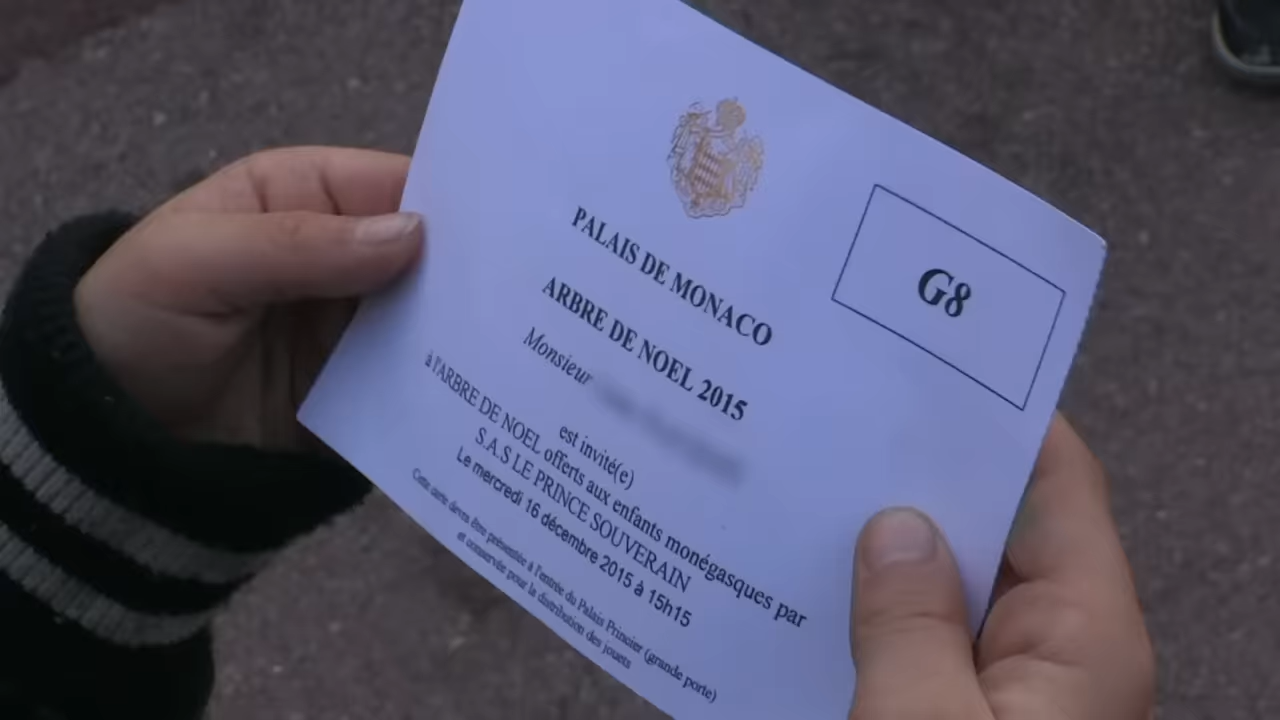 PALAIS DE MONACO
G8
ARBRE DE NOEL 2015
Monsieur
est invité(e)
à l'ARBRE DE NOEL offerts aux enfants monégasques par
S.A.S LE PRINCE SOUVERAIN
Le mercredi 16 décembre 2015 à 15h15
Cette carte devra être présentée à l'entrée du Palais Princier (grande porte)
et conservée pour la distribution des jouets